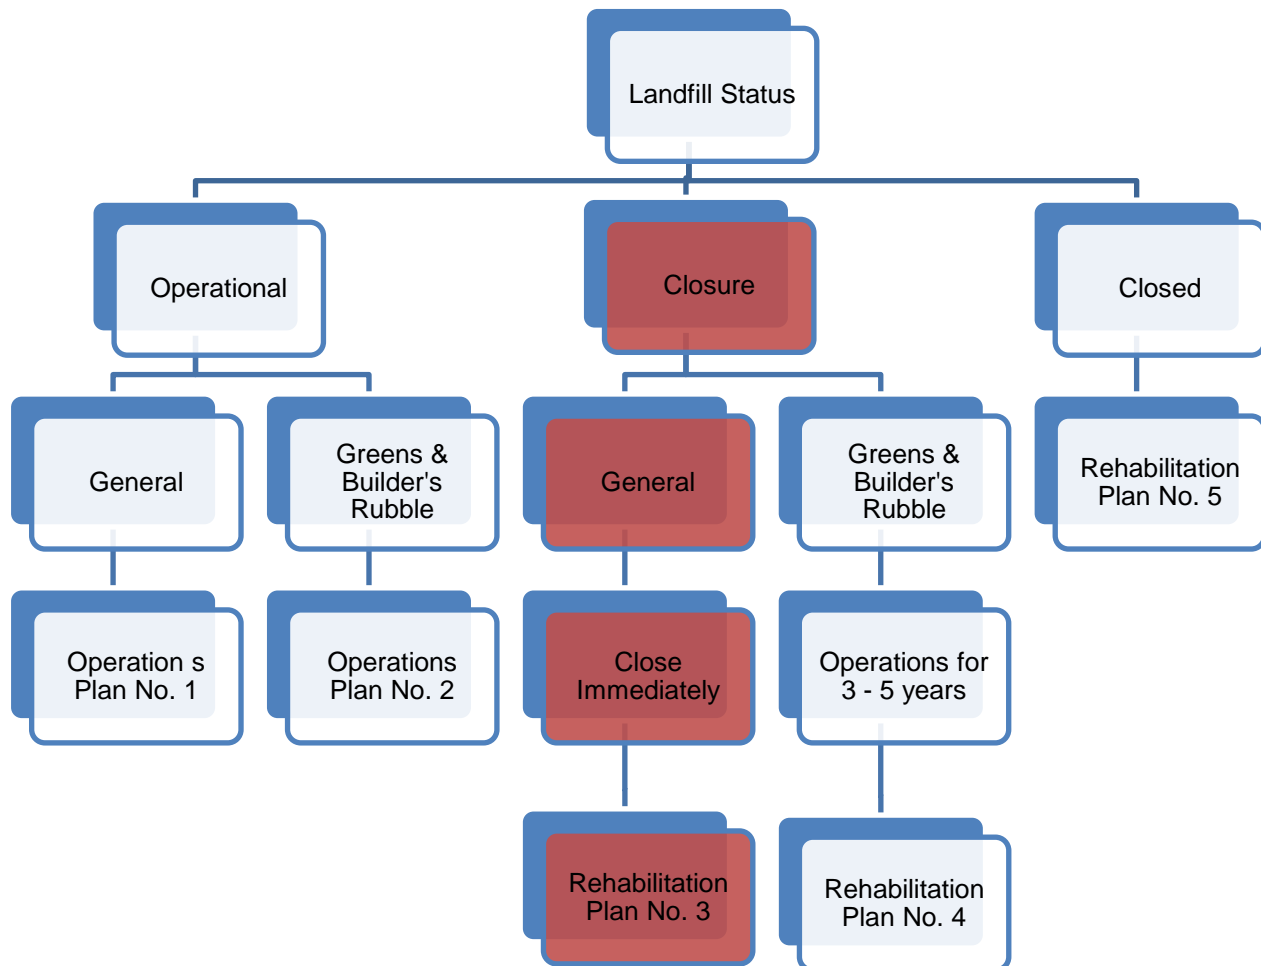 Landfill Status
Operational
Closure
Closed
General
Greens &
Builder's
Rubble
General
Greens &
Builder's
Rubble
Rehabilitation
Plan No. 5
Operation s
Plan No. 1
Operations
Plan No. 2
Close
Immediately
Operations for
3 - 5 years
Rehabilitation
Plan No. 3
Rehabilitation
Plan No. 4